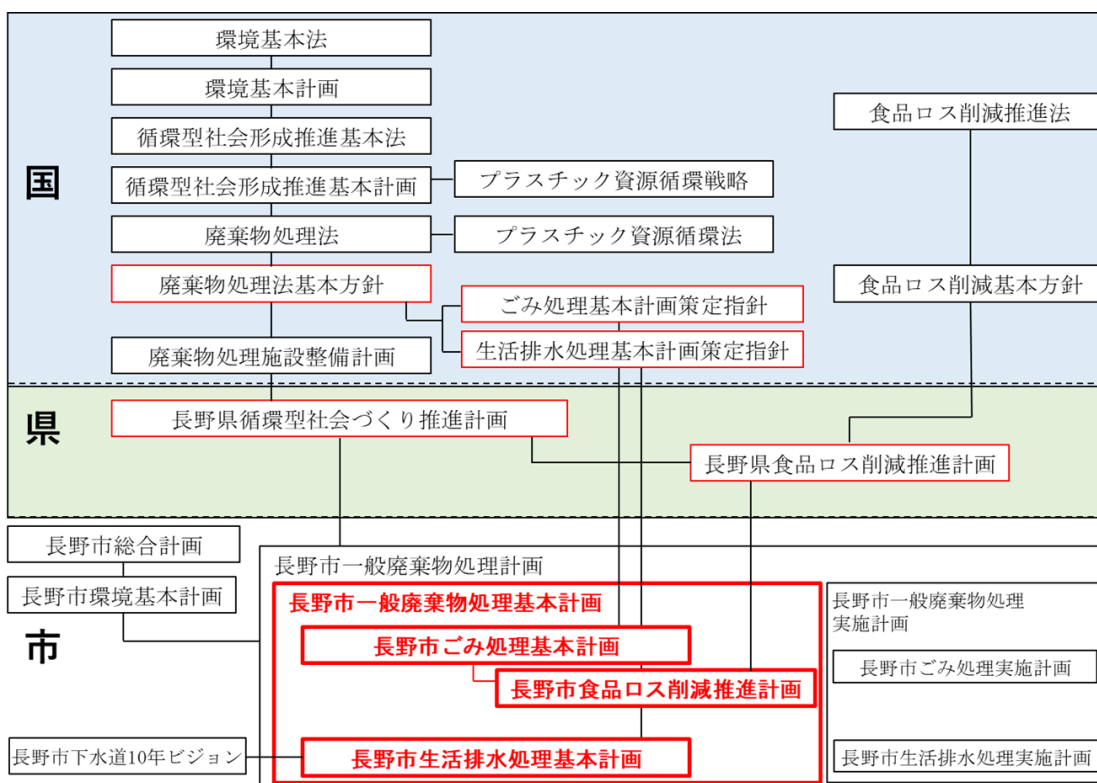 国
環境基本法
環境基本計画
循環型社会形成推進基本法
循環型社会形成推進基本計画
プラスチック資源循環戦略
廃棄物処理法
プラスチック資源循環法
廃棄物処理法基本方針
ごみ処理基本計画策定指針
生活排水処理基本計画策定指針
廃棄物処理施設整備計画
食品ロス削減推進法
食品ロス削減基本方針
県
長野県循環型社会づくり推進計画
長野県食品ロス削減推進計画
市
長野市総合計画
長野市環境基本計画
長野市下水道10年ビジョン
長野市一般廃棄物処理計画
長野市一般廃棄物処理基本計画
長野市ごみ処理基本計画
長野市食品ロス削減推進計画
長野市生活排水処理基本計画
長野市一般廃棄物処理
実施計画
長野市ごみ処理実施計画
長野市生活排水処理実施計画